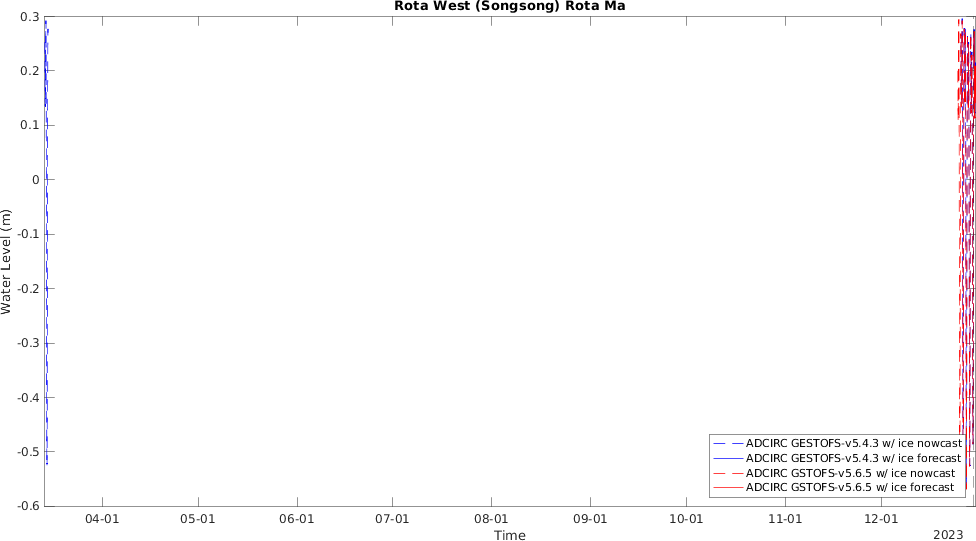 Rota West (Songsong) Rota Ma
0.3
0.2
0.1
0
-0.1
-0.2
-0.3
-0.4
-0.5
-0.6
Water Level (m)
ADCIRC GESTOFS-v5.4.3 w/ ice nowcast
ADCIRC GESTOFS-v5.4.3 w/ ice forecast
ADCIRC GSTOFS-v5.6.5 w/ ice nowcast
ADCIRC GSTOFS-v5.6.5 w/ ice forecast
04-01 05-01 06-01 07-01 08-01 09-01 10-01 11-01 12-01
Time
2023